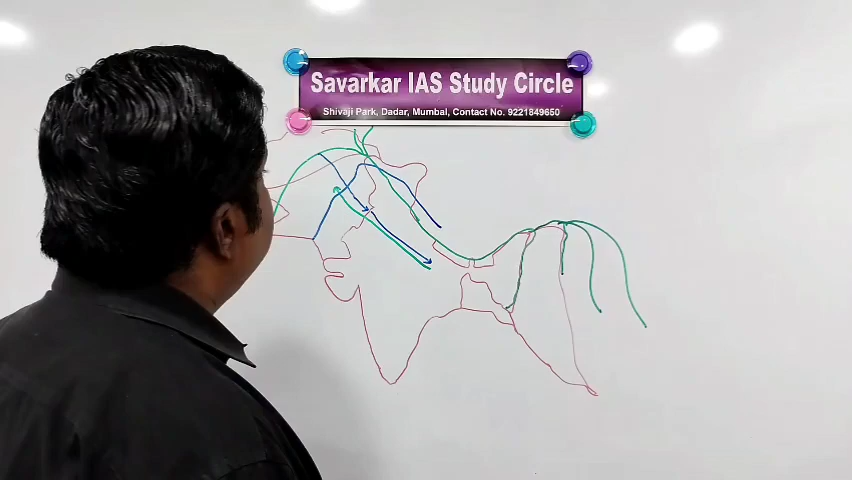 Savarkar IAS Study Circle
Shivaji Park, Dadar, Mumbai, Contact No. 9221849650